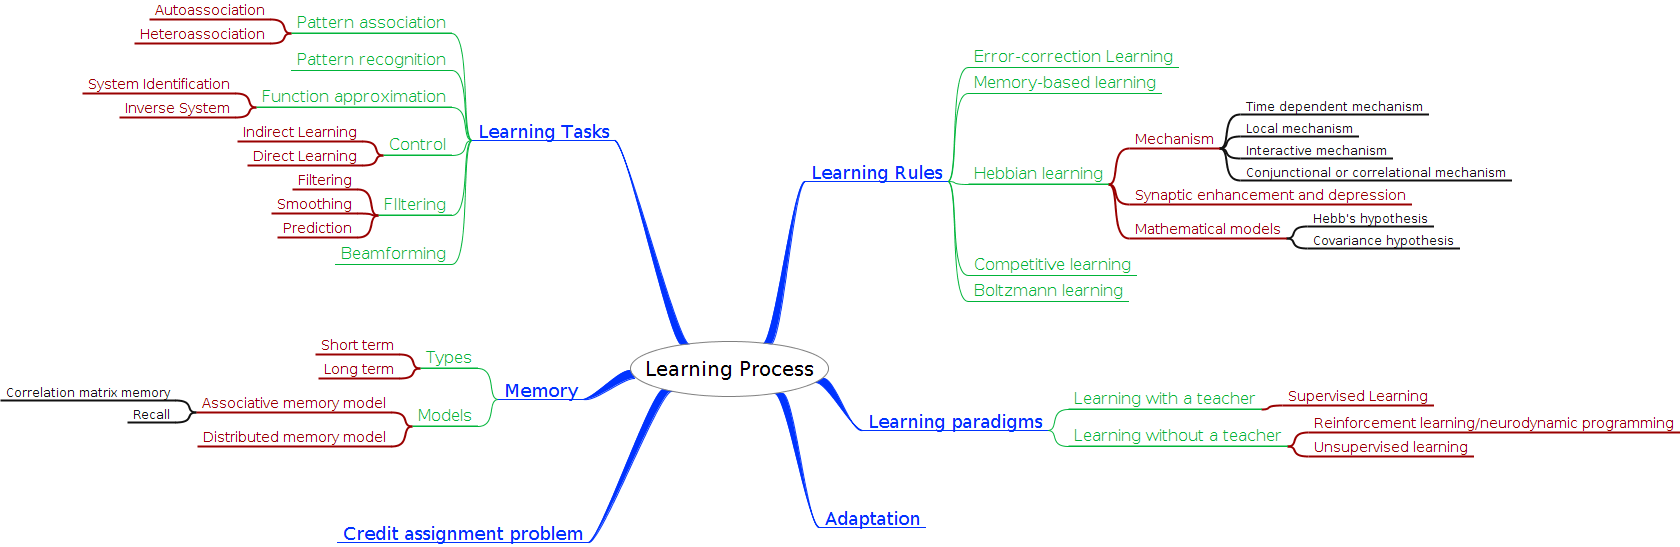 Learning Process
Learning Tasks
Pattern association
Autoassociation
Heteroassociation
Pattern recognition
Function approximation
System Identification
Inverse System
Control
Indirect Learning
Direct Learning
FIltering
Filtering
Smoothing
Prediction
Beamforming
Memory
Types
Short term
Long term
Models
Associative memory model
Correlation matrix memory
Recall
Distributed memory model
Credit assignment problem
Learning Rules
Error-correction Learning
Memory-based learning
Hebbian learning
Mechanism
Time dependent mechanism
Local mechanism
Interactive mechanism
Conjunctional or correlational mechanism
Synaptic enhancement and depression
Mathematical models
Hebb's hypothesis
Covariance hypothesis
Competitive learning
Boltzmann learning
Learning paradigms
Learning with a teacher
Supervised Learning
Learning without a teacher
Reinforcement learning/neurodynamic programming
Unsupervised learning
Adaptation